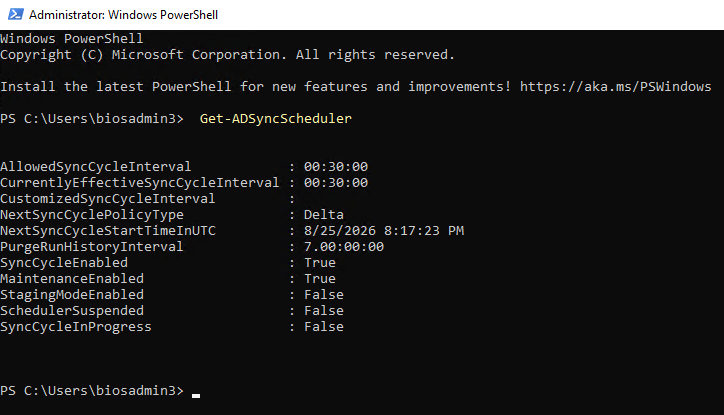 Administrator: Windows PowerShell
Windows PowerShell
Copyright (C) Microsoft Corporation. All rights reserved.
Install the latest PowerShell for new features and improvements! https://aka.ms/PSWindows
PS C:\Users\biosadmin3>  Get-ADSyncScheduler
AllowedSyncCycleInterval            : 00:30:00
CurrentlyEffectiveSyncCycleInterval : 00:30:00
CustomizedSyncCycleInterval         :
NextSyncCyclePolicyType             : Delta
NextSyncCycleStartTimeInUTC         : 8/25/2026 8:17:23 PM
PurgeRunHistoryInterval             : 7.00:00:00
SyncCycleEnabled                    : True
MaintenanceEnabled                  : True
StagingModeEnabled                  : False
SchedulerSuspended                  : False
SyncCycleInProgress                 : False
PS C:\Users\biosadmin3>